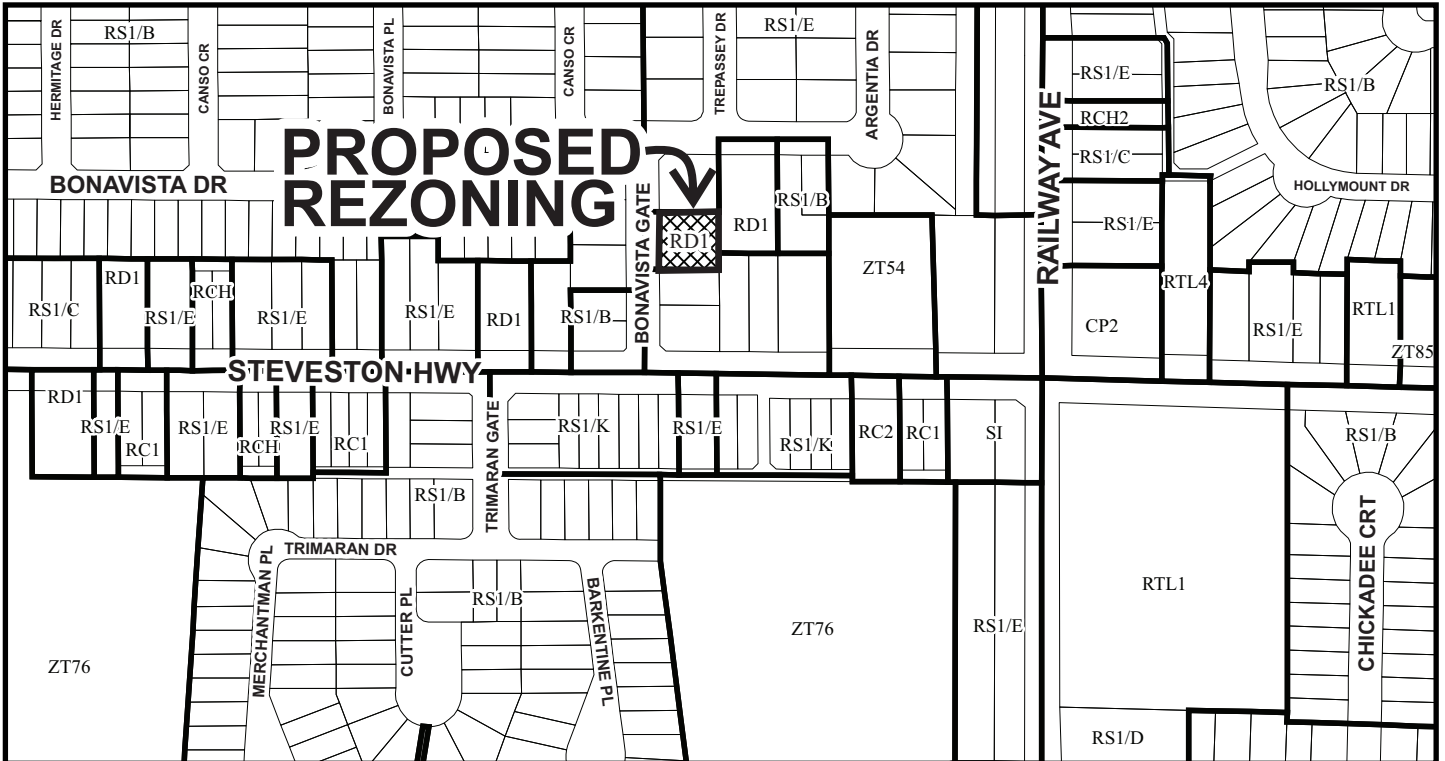 HERMITAGE DR
RS1/B
CANSO CR
BONAVISTA PL
CANSO CR
TREPASSEY DR
RS1/E
ARGENTIA DR
RAILWAY AVE
RS1/E
RCH2
RS1/C
RS1/E
RS1/B
HOLLYMOUNT DR
PROPOSED
REZONING
BONAVISTA DR
BONAVISTA GATE
RD1
RD1
RS1/B
ZT54
CP2
RTL4
RS1/E
RTL1
ZT85
RS1/C
RD1
RS1/E
RCH
RS1/E
RS1/E
RD1
RS1/B
STEVESTON HWY
RD1
RS1/E
RC1
RS1/E
RCH
RS1/E
RC1
TRIMARAN GATE
RS1/K
RS1/E
RS1/K
RC2
RC1
SI
RS1/B
RS1/B
TRIMARAN DR
MERCHANTMAN PL
CUTTER PL
RS1/B
BARKENTINE PL
ZT76
ZT76
RS1/E
RTL1
CHICKADEE CRT
RS1/D